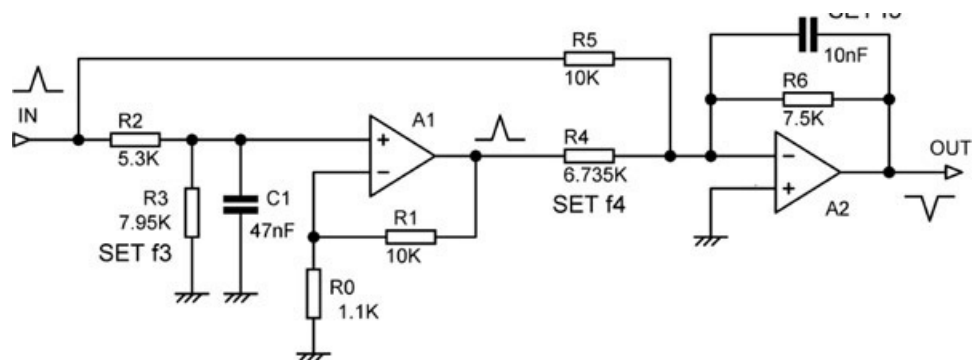 R5
10K
10nF
R6
7.5K
IN
R2
5.3K
A1
+
−
R4
6.735K
SET f4
−
+
A2
OUT
R3
7.95K
SET f3
C1
47nF
R1
10K
R0
1.1K